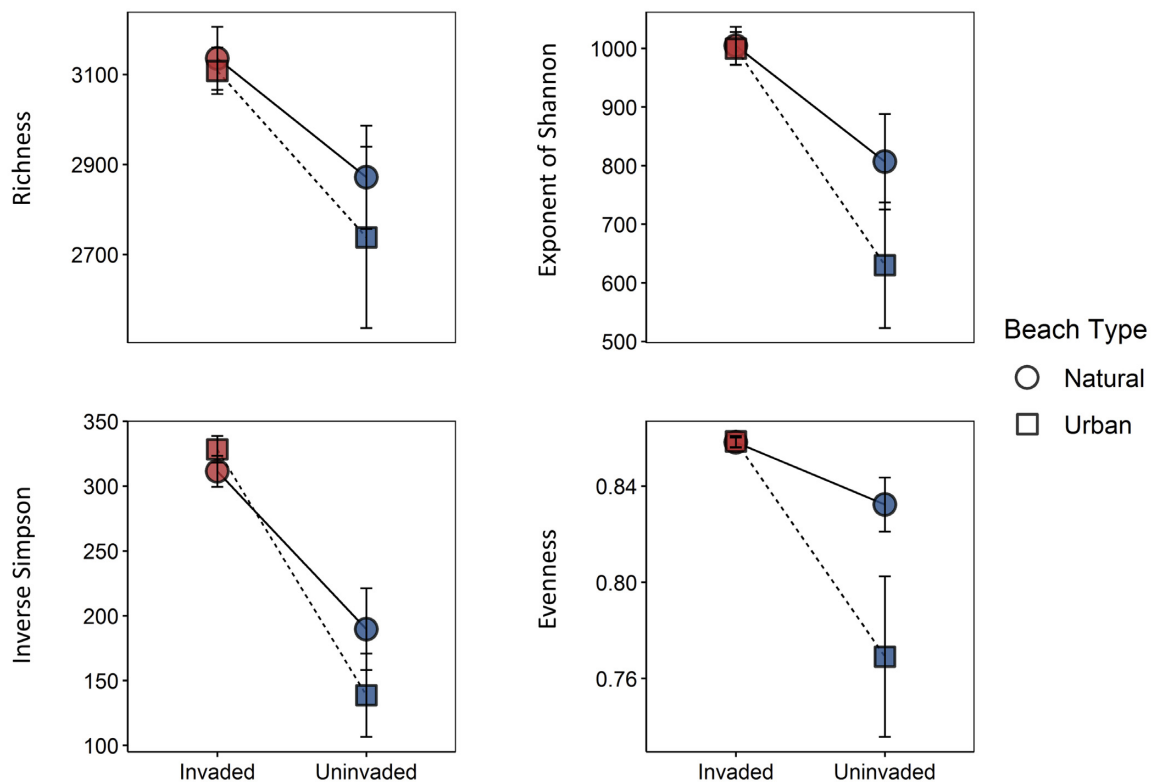 Richness
3100
2900
2700
Exponent of Shannon
1000
900
800
700
600
500
Beach Type
Natural
Urban
Inverse Simpson
350
300
250
200
150
100
Invaded Uninvaded
Evenness
0.84
0.80
0.76
Invaded Uninvaded